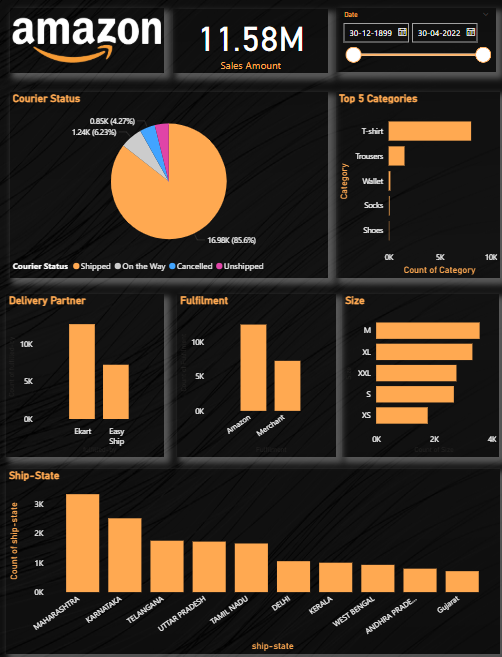 amazon
11.58M
Sales Amount
Date
30-12-1899
30-04-2022
Courier Status
0.85K (4.27%)
1.24K (6.23%)
16.98K (85.6%)
Courier Status Shipped On the Way Cancelled Unshipped
Top 5 Categories
Category
T-shirt
Trousers
Wallet
Socks
Shoes
0K 5K 10K
Count of Category
Delivery Partner
10K
5K
0K
Ekart
Easy
Ship
Fulfilment
10K
5K
0K
Amazon
Merchant
Size
M
XL
XXL
S
XS
0K 2K 4K
Ship-State
Count of ship-state
3K
2K
1K
0K
MAHARASHTRA
KARNATAKA
TELANGANA
UTTAR PRADESH
TAMIL NADU
DELHI
KERALA
WEST BENGAL
ANDHRA PRADE...
Gujarat
ship-state